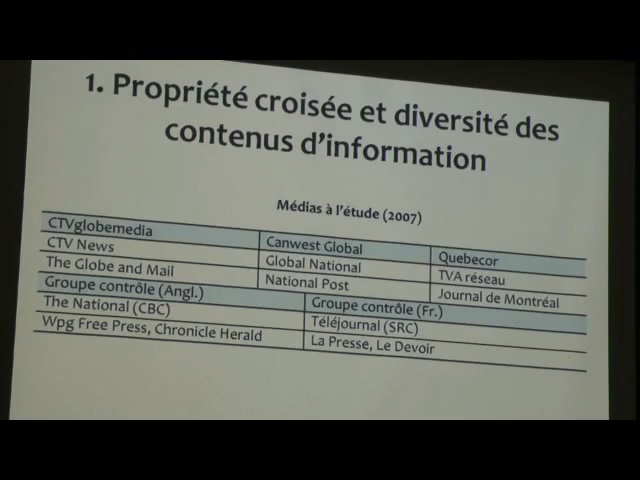 1. Propriété croisée et diversité des
contenus d'information
Médias à l'étude (2007)
CTVglobemedia Canwest Global Quebecor
CTV News Global National TVA réseau
The Globe and Mail National Post Journal de Montréal
Groupe contrôle (Angl.) Groupe contrôle (Fr.)
The National (CBC) Téléjournal (SRC)
Wpg Free Press, Chronicle Herald La Presse, Le Devoir